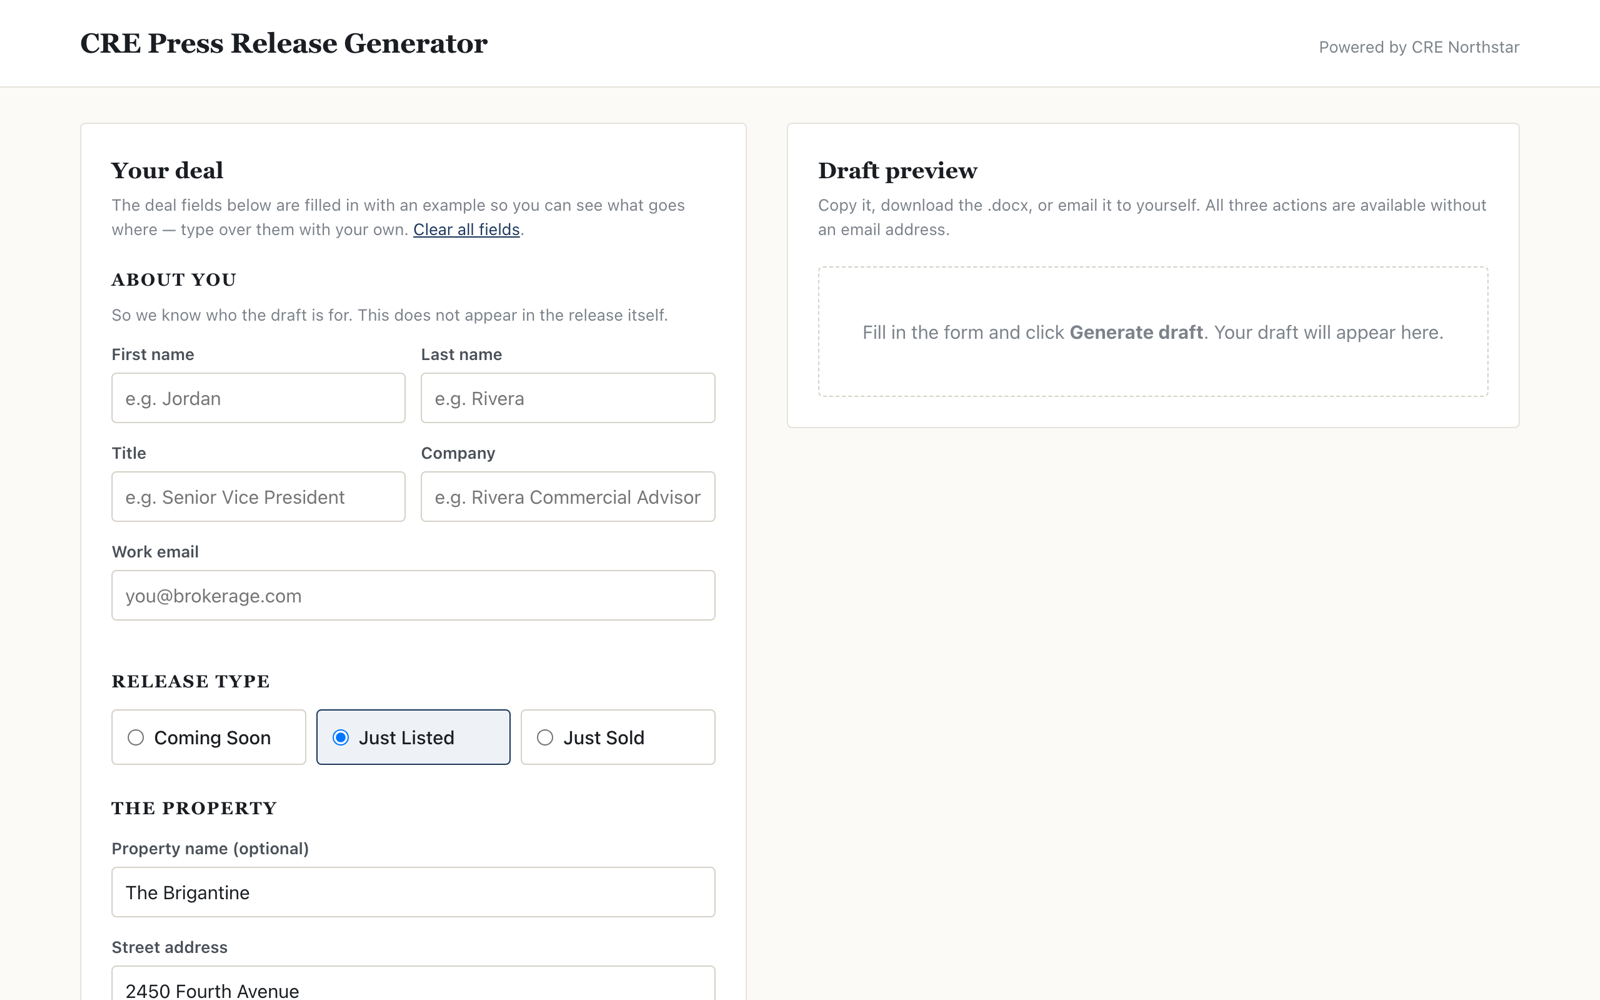 CRE Press Release Generator
Powered by CRE Northstar
Your deal
The deal fields below are filled in with an example so you can see what goes
where — type over them with your own. Clear all fields.
ABOUT YOU
So we know who the draft is for. This does not appear in the release itself.
First name
Last name
e.g. Jordan
e.g. Rivera
Title
Company
e.g. Senior Vice President
e.g. Rivera Commercial Advisor
Work email
you@brokerage.com
RELEASE TYPE
Coming Soon
Just Listed
Just Sold
THE PROPERTY
Property name (optional)
The Brigantine
Street address
2450 Fourth Avenue
Draft preview
Copy it, download the .docx, or email it to yourself. All three actions are available without
an email address.
Fill in the form and click Generate draft. Your draft will appear here.